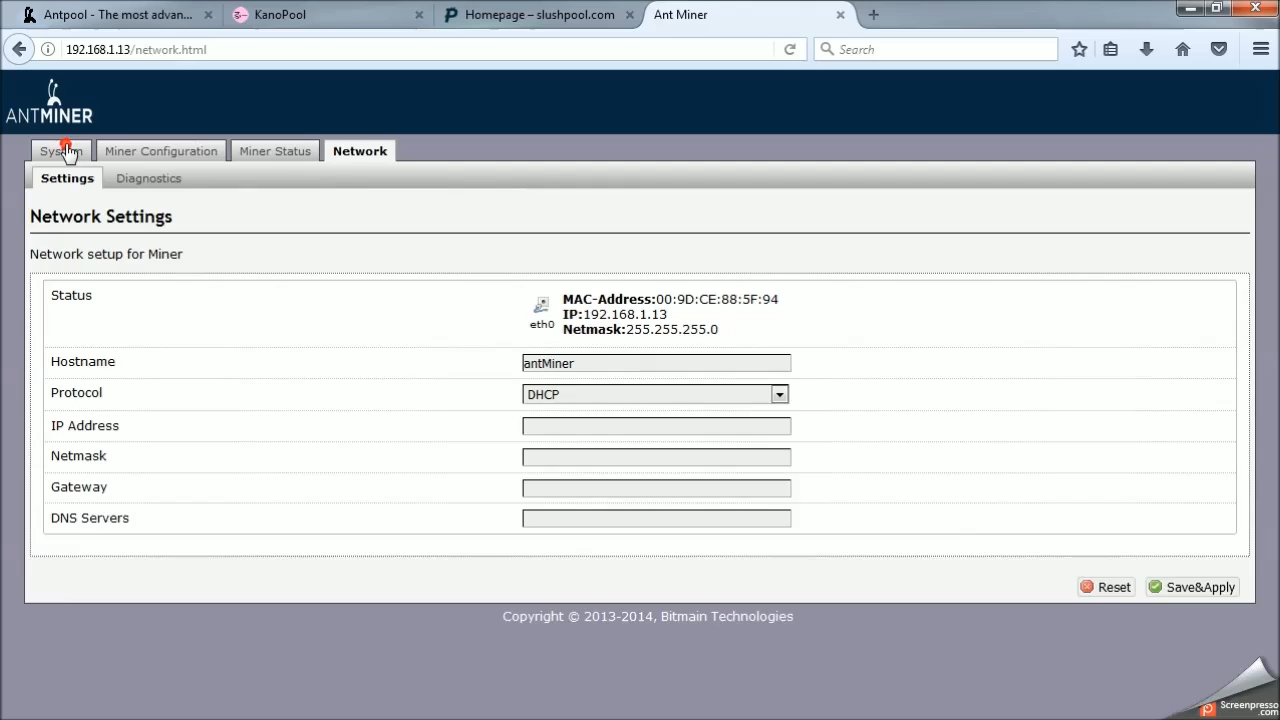 Antpool - The most advan...
KanoPool
Homepage – slushpool.com
Ant Miner
192.168.1.13/network.html
Search
ANTMINER
Miner Configuration
Miner Status
Network
Settings
Diagnostics
Network Settings
Network setup for Miner
Status
eth0
MAC-Address:00:9D:CE:88:5F:94
IP:192.168.1.13
Netmask:255.255.255.0
Hostname
antMiner
Protocol
DHCP
IP Address
Netmask
Gateway
DNS Servers
Reset
Save&Apply
Copyright © 2013-2014, Bitmain Technologies
Screenpresso
.com